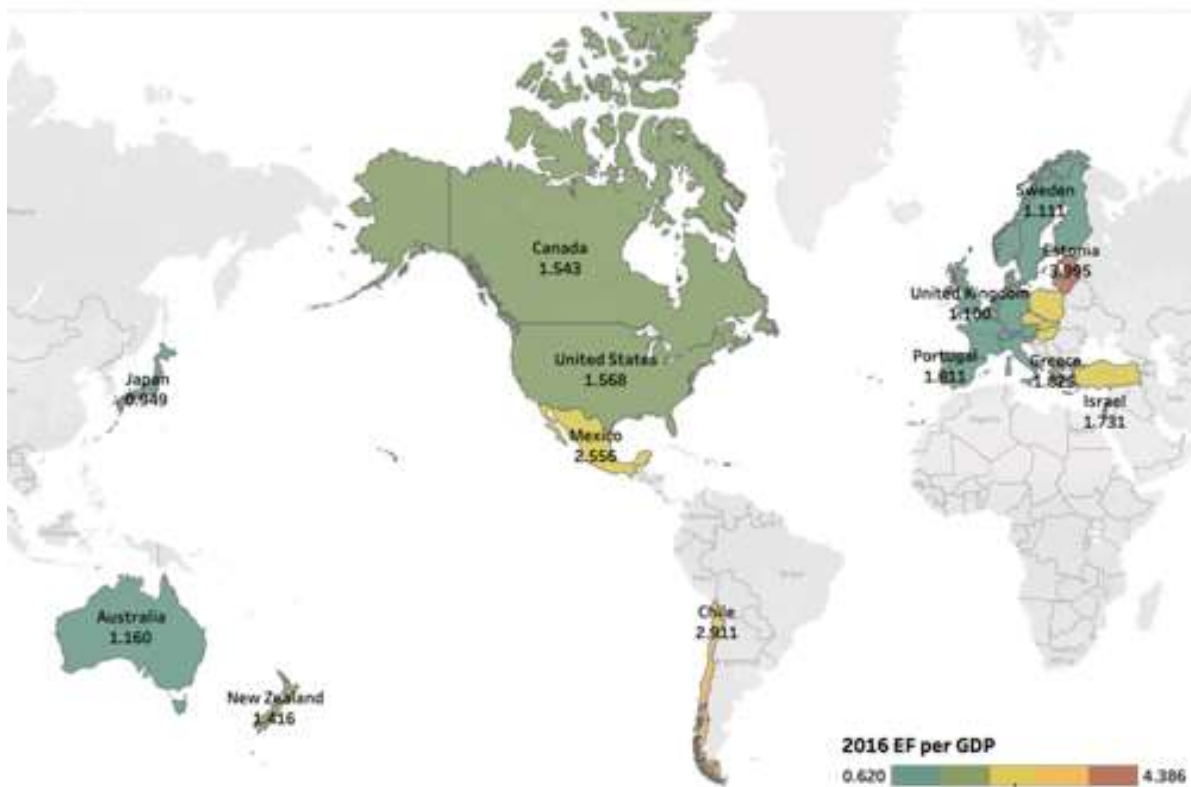 Sweden
1.111
Canada
1.543
Estonia
3.995
United Kingdom
1.100
United States
1.568
Portugal
1.811
Greece
1.825
Japan
0.949
Israel
1.731
Mexico
2.556
Chile
2.911
Australia
1.160
New Zealand
1.416
2016 EF per GDP
0.620
4.386